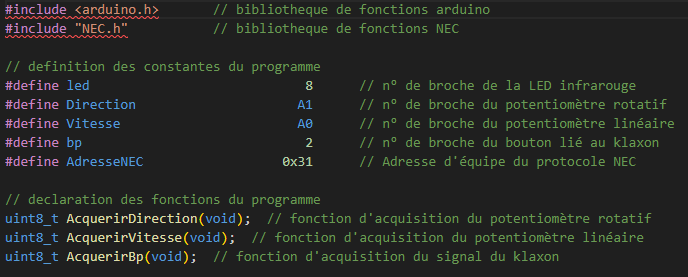 #include <arduino.h> // bibliotheque de fonctions arduino
#include "NEC.h" // bibliotheque de fonctions NEC
// definition des constantes du programme
#define led 8 // n° de broche de la LED infrarouge
#define Direction A1 // n° de broche du potentiomètre rotatif
#define Vitesse A0 // n° de broche du potentiomètre linéaire
#define bp 2 // n° de broche du bouton lié au klaxon
#define AdresseNEC 0x31 // Adresse d'équipe du protocole NEC
// declaration des fonctions du programme
uint8_t AcquerirDirection(void); // fonction d'acquisition du potentiomètre rotatif
uint8_t AcquerirVitesse(void); // fonction d'acquisition du potentiomètre linéaire
uint8_t AcquerirBp(void); // fonction d'acquisition du signal du klaxon